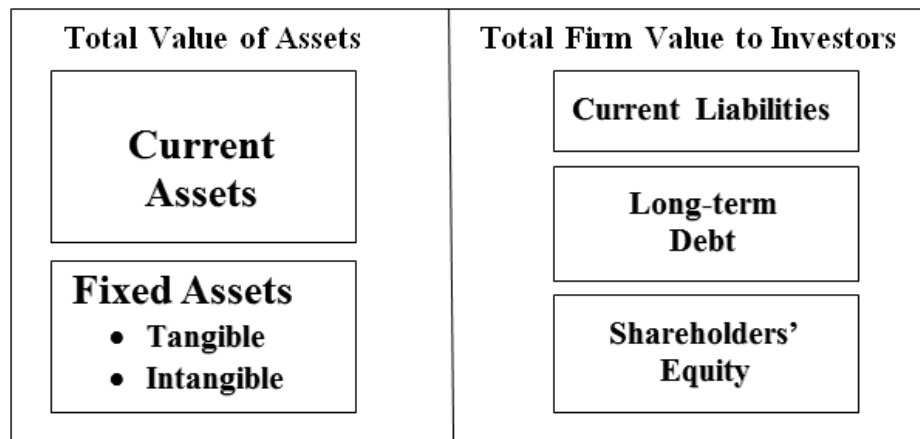 Total Value of Assets
Current
Assets
Fixed Assets
• Tangible
• Intangible
Total Firm Value to Investors
Current Liabilities
Long-term
Debt
Shareholders’
Equity